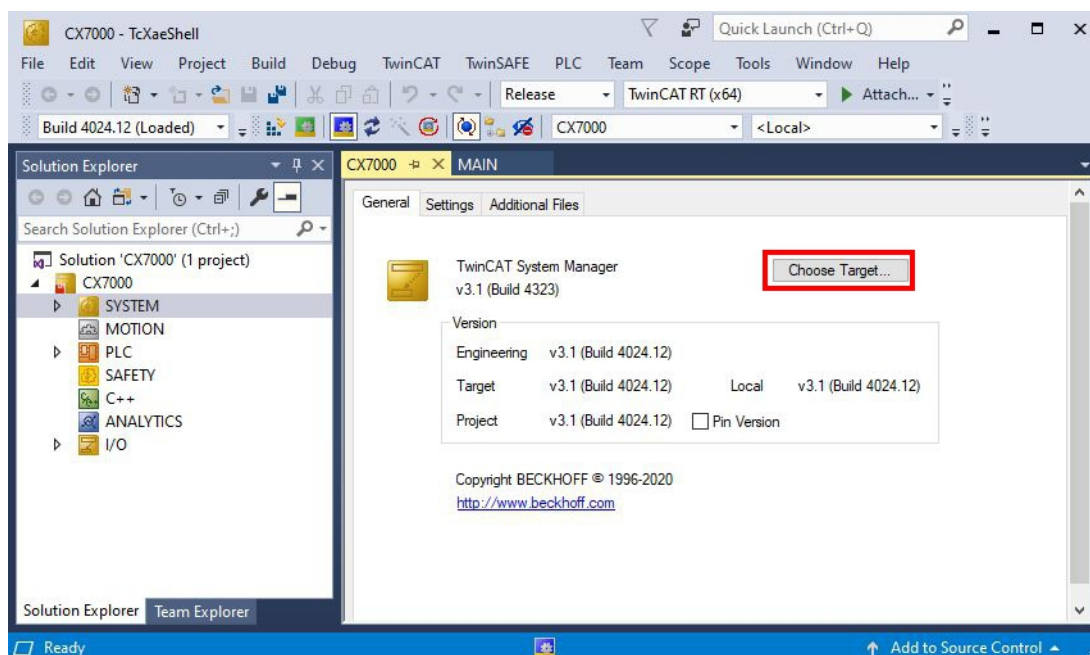 CX7000 - TcXaeShell
Quick Launch (Ctrl+Q)
File Edit View Project Build Debug TwinCAT TwinSAFE PLC Team Scope Tools Window Help
Release TwinCAT RT (x64) Attach...
Build 4024.12 (Loaded) CX7000 <Local>
Solution Explorer
CX7000 MAIN
General Settings Additional Files
Search Solution Explorer (Ctrl+;)
Solution 'CX7000' (1 project)
CX7000
SYSTEM
MOTION
PLC
SAFETY
C++
ANALYTICS
I/O
TwinCAT System Manager
v3.1 (Build 4323)
Choose Target...
Version
Engineering v3.1 (Build 4024.12)
Target v3.1 (Build 4024.12) Local v3.1 (Build 4024.12)
Project v3.1 (Build 4024.12) Pin Version
Copyright BECKHOFF © 1996-2020
http://www.beckhoff.com
Solution Explorer Team Explorer
Ready Add to Source Control